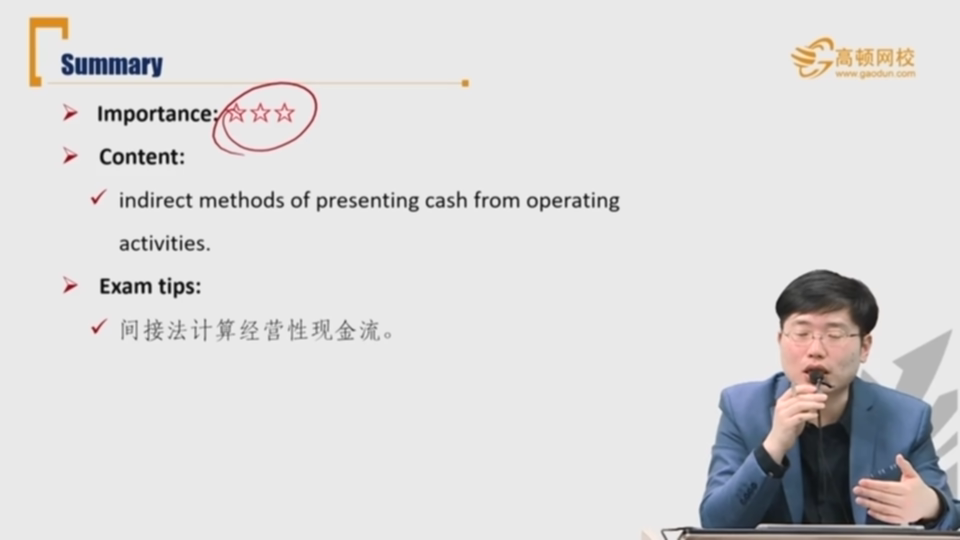 Summary
高顿网校
www.gaodun.com
Importance: ☆☆☆
Content:
indirect methods of presenting cash from operating
activities.
Exam tips:
间接法计算经营性现金流。